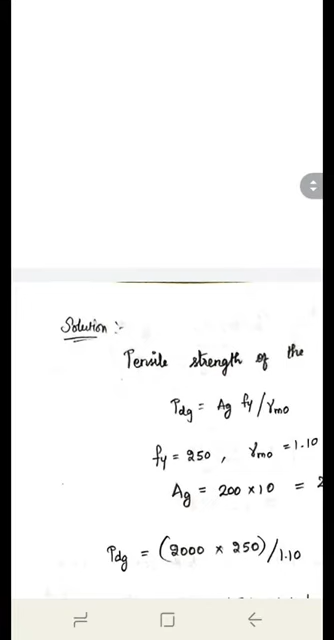 Solution :-
Tensile strength of the
Tdg = Ag fy/γmo
fy = 250 , γmo = 1.10
Ag = 200 × 10 = 2
Tdg = (2000 × 250)/1.10